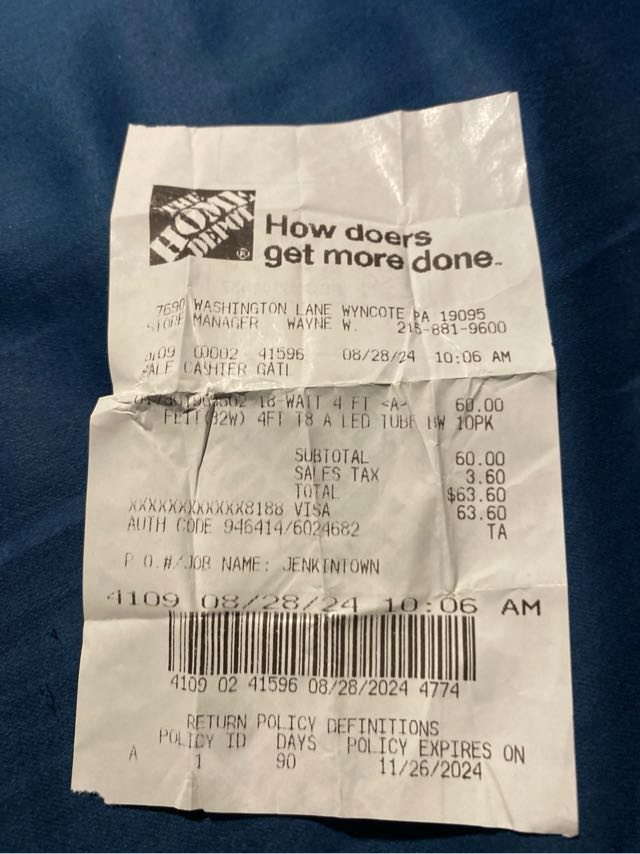 THE
HOME
DEPOT®
How doers
get more done™
7690 WASHINGTON LANE WYNCOTE PA 19095
STORE MANAGER WAYNE W. 215-881-9600
4109 00002 41596 08/28/24 10:06 AM
SALE CASHIER
18-WATT 4 FT <A> 60.00
FEIT(32W) 4FT T8 A LED TUBE BW 10PK
SUBTOTAL 60.00
SALES TAX 3.60
TOTAL $63.60
XXXXXXXXXXXX8188 VISA 63.60
AUTH CODE 946414/6024682 TA
P.O.#/JOB NAME: JENKINTOWN
4109 08/28/24 10:06 AM
4109 02 41596 08/28/2024 4774
RETURN POLICY DEFINITIONS
POLICY ID DAYS POLICY EXPIRES ON
A 1 90 11/26/2024